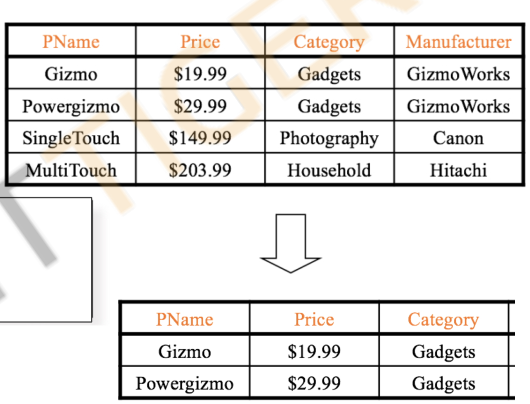 PName Price Category Manufacturer
Gizmo $19.99 Gadgets GizmoWorks
Powergizmo $29.99 Gadgets GizmoWorks
SingleTouch $149.99 Photography Canon
MultiTouch $203.99 Household Hitachi
PName Price Category
Gizmo $19.99 Gadgets
Powergizmo $29.99 Gadgets